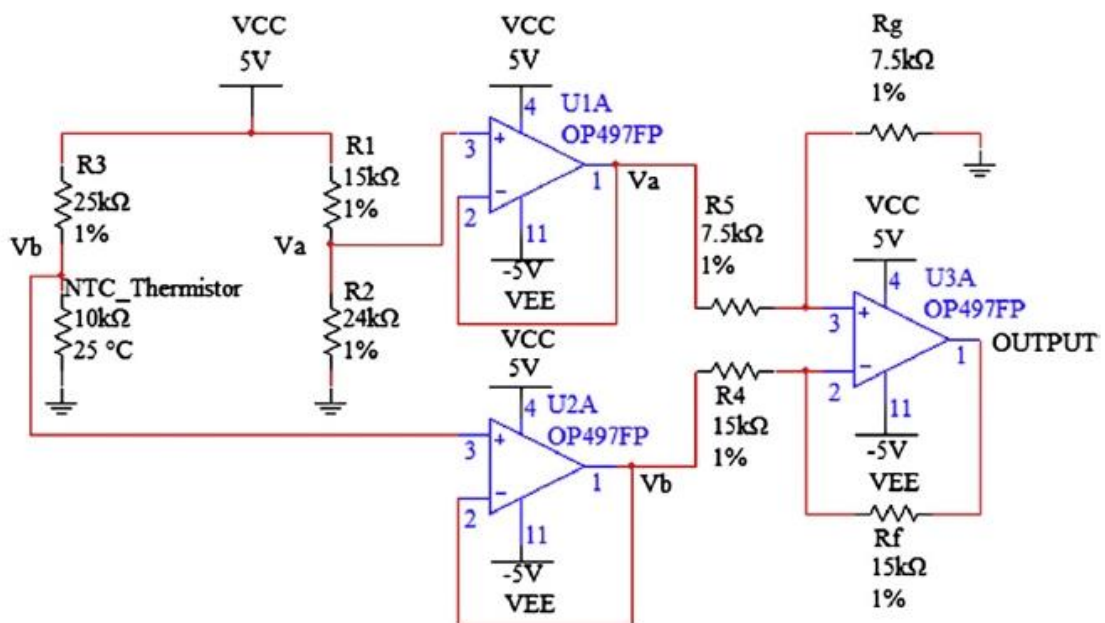 VCC
5V
R3
25kΩ
1%
Vb
NTC_Thermistor
10kΩ
25 °C
R1
15kΩ
1%
Va
R2
24kΩ
1%
VCC
5V
4
U1A
OP497FP
3
+
2
−
1
11
-5V
VEE
Va
VCC
5V
4
U2A
OP497FP
3
+
2
−
1
11
-5V
VEE
Vb
R5
7.5kΩ
1%
R4
15kΩ
1%
Rg
7.5kΩ
1%
VCC
5V
4
U3A
OP497FP
3
+
2
−
1
OUTPUT
11
-5V
VEE
Rf
15kΩ
1%